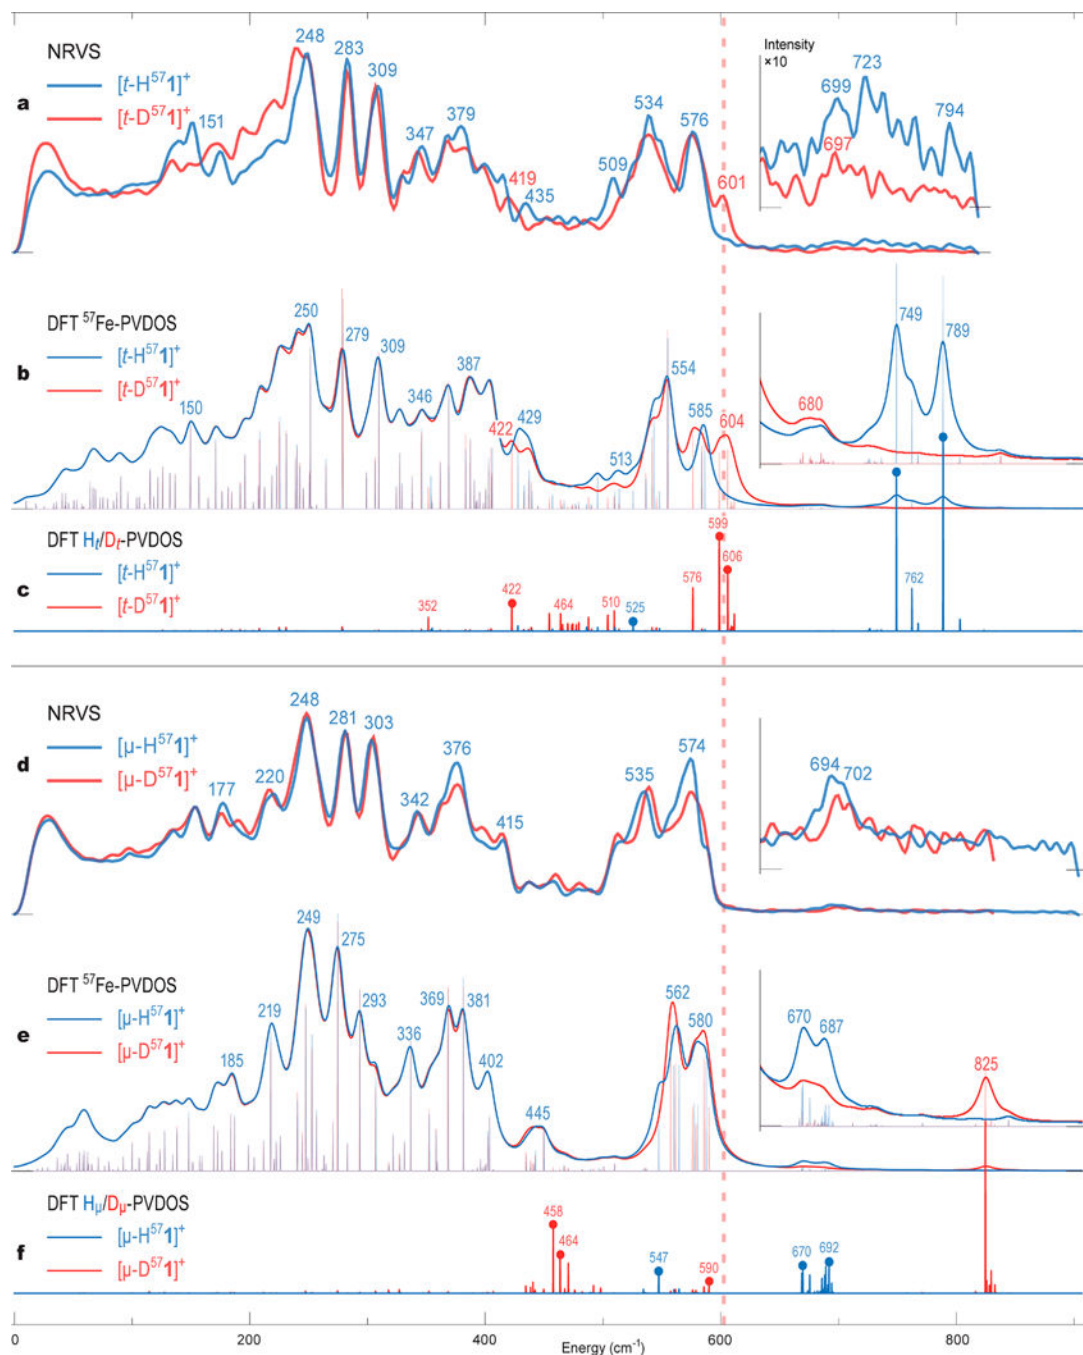 NRVS
[t-H⁵⁷1]⁺
a
[t-D⁵⁷1]⁺
151
248
283
309
347
379
419
435
509
534
576
601
Intensity
×10
699
723
794
697
DFT ⁵⁷Fe-PVDOS
[t-H⁵⁷1]⁺
b
[t-D⁵⁷1]⁺
150
250
279
309
346
387
422
429
513
554
585
604
680
749
789
DFT Hₜ/Dₜ-PVDOS
[t-H⁵⁷1]⁺
c
[t-D⁵⁷1]⁺
352
422
464
510
525
576
599
606
762
NRVS
[μ-H⁵⁷1]⁺
d
[μ-D⁵⁷1]⁺
177
220
248
281
303
342
376
415
535
574
694
702
DFT ⁵⁷Fe-PVDOS
[μ-H⁵⁷1]⁺
e
[μ-D⁵⁷1]⁺
185
219
249
275
293
336
369
381
402
445
562
580
670
687
825
DFT Hμ/Dμ-PVDOS
[μ-H⁵⁷1]⁺
f
[μ-D⁵⁷1]⁺
458
464
547
590
670
692
0 200 400 600 800
Energy (cm⁻¹)